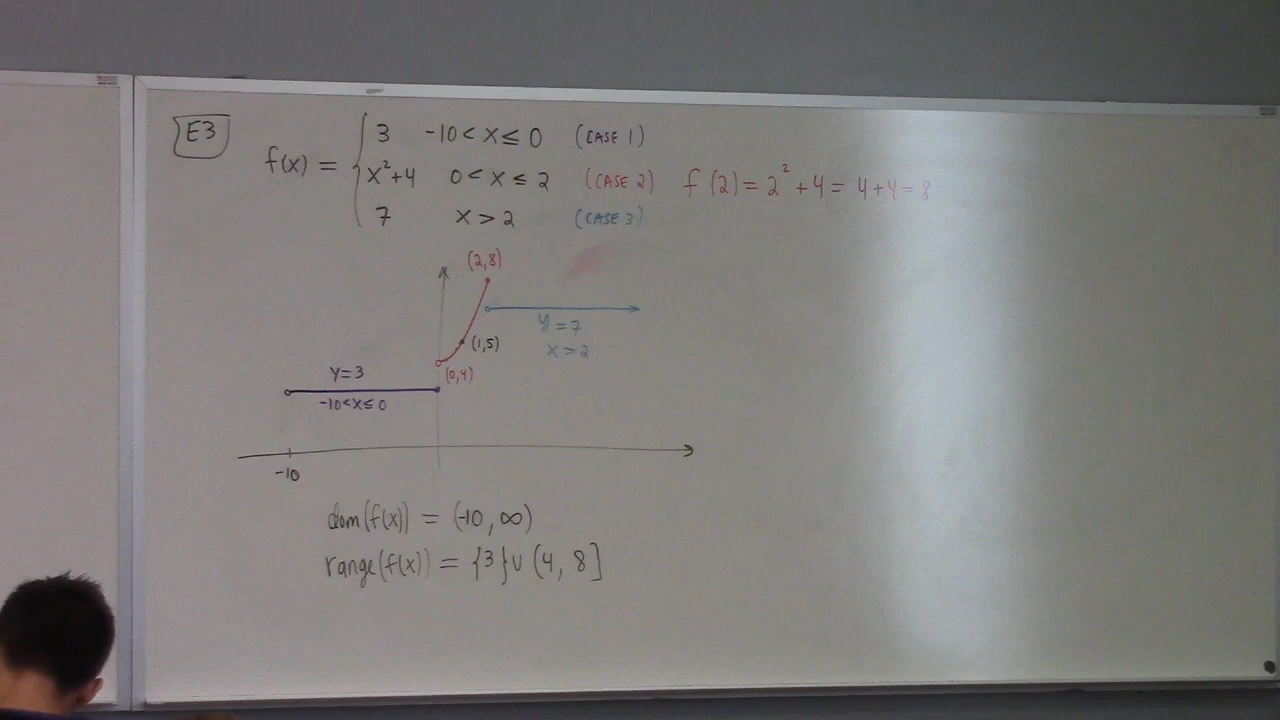 E3
f(x) =
3 -10 < x ≤ 0 (CASE 1)
x²+4 0 < x ≤ 2 (CASE 2) f(2) = 2² + 4 = 4+4 = 8
7 x > 2 (CASE 3)
(2,8)
y = 7
x > 2
(1,5)
(0,4)
y=3
-10<x≤0
-10
dom(f(x)) = (-10, ∞)
range(f(x)) = {3}∪(4, 8]